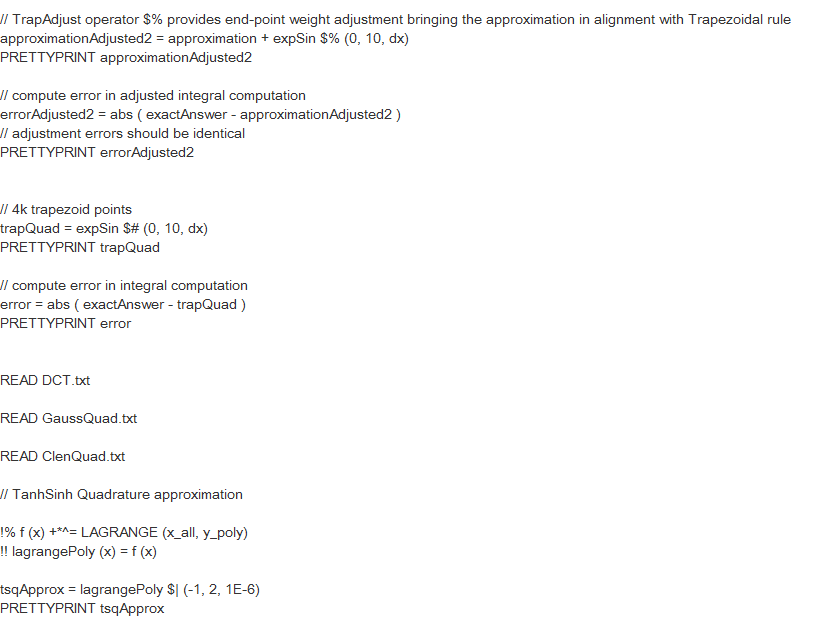 // TrapAdjust operator $% provides end-point weight adjustment bringing the approximation in alignment with Trapezoidal rule
approximationAdjusted2 = approximation + expSin $% (0, 10, dx)
PRETTYPRINT approximationAdjusted2
// compute error in adjusted integral computation
errorAdjusted2 = abs ( exactAnswer - approximationAdjusted2 )
// adjustment errors should be identical
PRETTYPRINT errorAdjusted2
// 4k trapezoid points
trapQuad = expSin $# (0, 10, dx)
PRETTYPRINT trapQuad
// compute error in integral computation
error = abs ( exactAnswer - trapQuad )
PRETTYPRINT error
READ DCT.txt
READ GaussQuad.txt
READ ClenQuad.txt
// TanhSinh Quadrature approximation
!% f (x) +*^= LAGRANGE (x_all, y_poly)
!! lagrangePoly (x) = f (x)
tsqApprox = lagrangePoly $| (-1, 2, 1E-6)
PRETTYPRINT tsqApprox